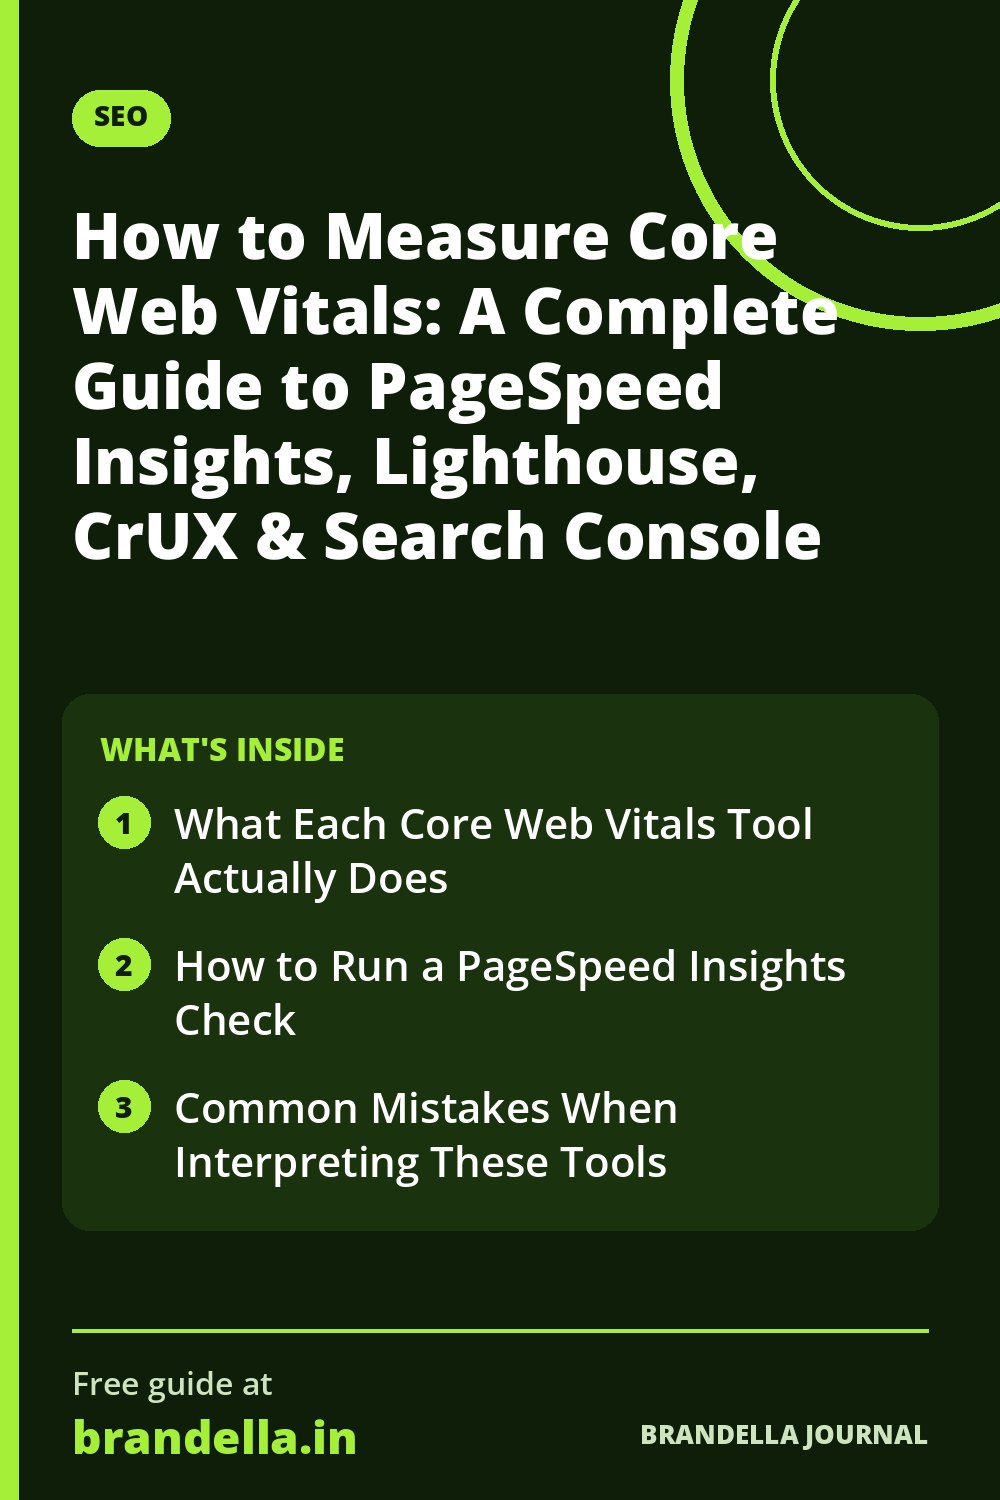 SEO
How to Measure Core
Web Vitals: A Complete
Guide to PageSpeed
Insights, Lighthouse,
CrUX & Search Console
WHAT'S INSIDE
1 What Each Core Web Vitals Tool
Actually Does
2 How to Run a PageSpeed Insights
Check
3 Common Mistakes When
Interpreting These Tools
Free guide at
brandella.in
BRANDELLA JOURNAL